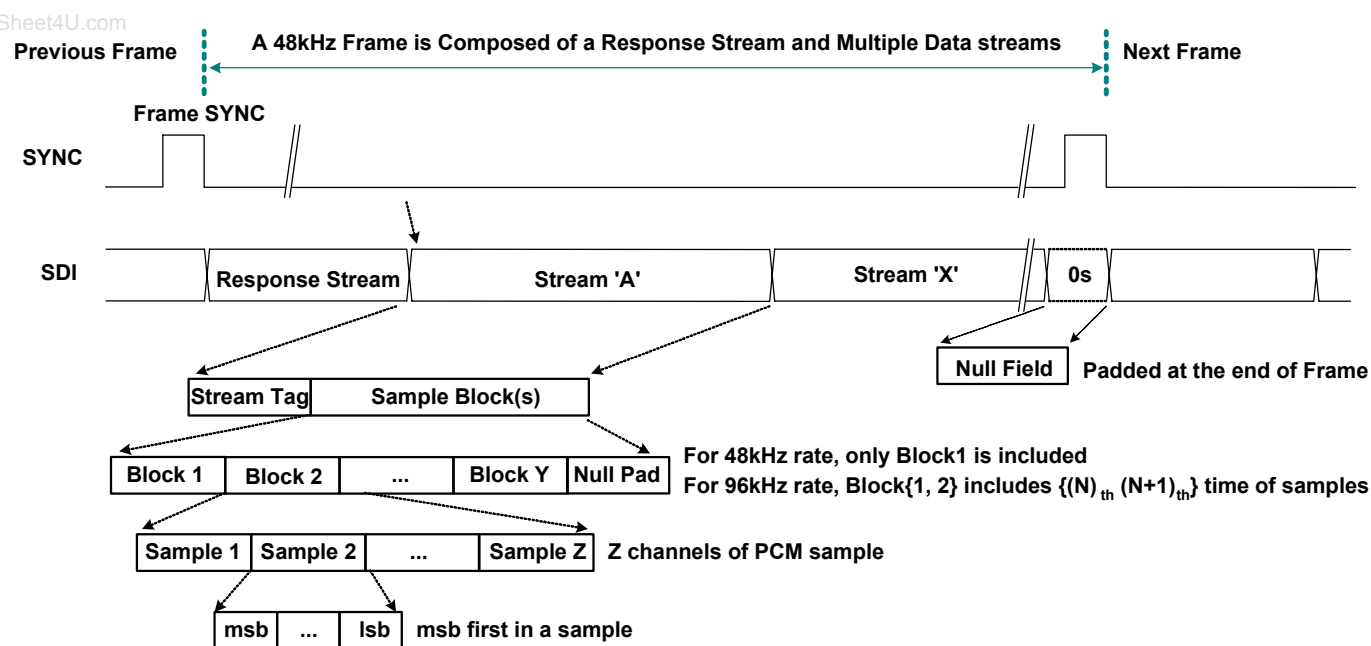 Sheet4U.com
A 48kHz Frame is Composed of a Response Stream and Multiple Data streams
Previous Frame
Next Frame
Frame SYNC
SYNC
SDI
Response Stream
Stream 'A'
Stream 'X'
0s
Null Field
Padded at the end of Frame
Stream Tag
Sample Block(s)
Block 1
Block 2
...
Block Y
Null Pad
For 48kHz rate, only Block1 is included
For 96kHz rate, Block{1, 2} includes {(N)th (N+1)th} time of samples
Sample 1
Sample 2
...
Sample Z
Z channels of PCM sample
msb
...
lsb
msb first in a sample